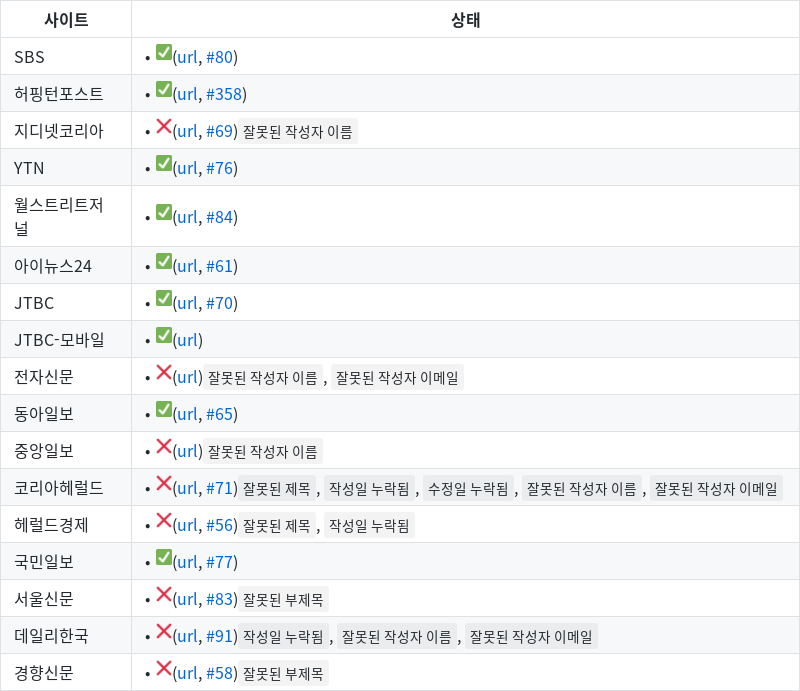 사이트 상태
SBS • ✅(url, #80)
허핑턴포스트 • ✅(url, #358)
지디넷코리아 • ❌(url, #69) 잘못된 작성자 이름
YTN • ✅(url, #76)
월스트리트저
널 • ✅(url, #84)
아이뉴스24 • ✅(url, #61)
JTBC • ✅(url, #70)
JTBC-모바일 • ✅(url)
전자신문 • ❌(url) 잘못된 작성자 이름 , 잘못된 작성자 이메일
동아일보 • ✅(url, #65)
중앙일보 • ❌(url) 잘못된 작성자 이름
코리아헤럴드 • ❌(url, #71) 잘못된 제목 , 작성일 누락됨 , 수정일 누락됨 , 잘못된 작성자 이름 , 잘못된 작성자 이메일
헤럴드경제 • ❌(url, #56) 잘못된 제목 , 작성일 누락됨
국민일보 • ✅(url, #77)
서울신문 • ❌(url, #83) 잘못된 부제목
데일리한국 • ❌(url, #91) 작성일 누락됨 , 잘못된 작성자 이름 , 잘못된 작성자 이메일
경향신문 • ❌(url, #58) 잘못된 부제목